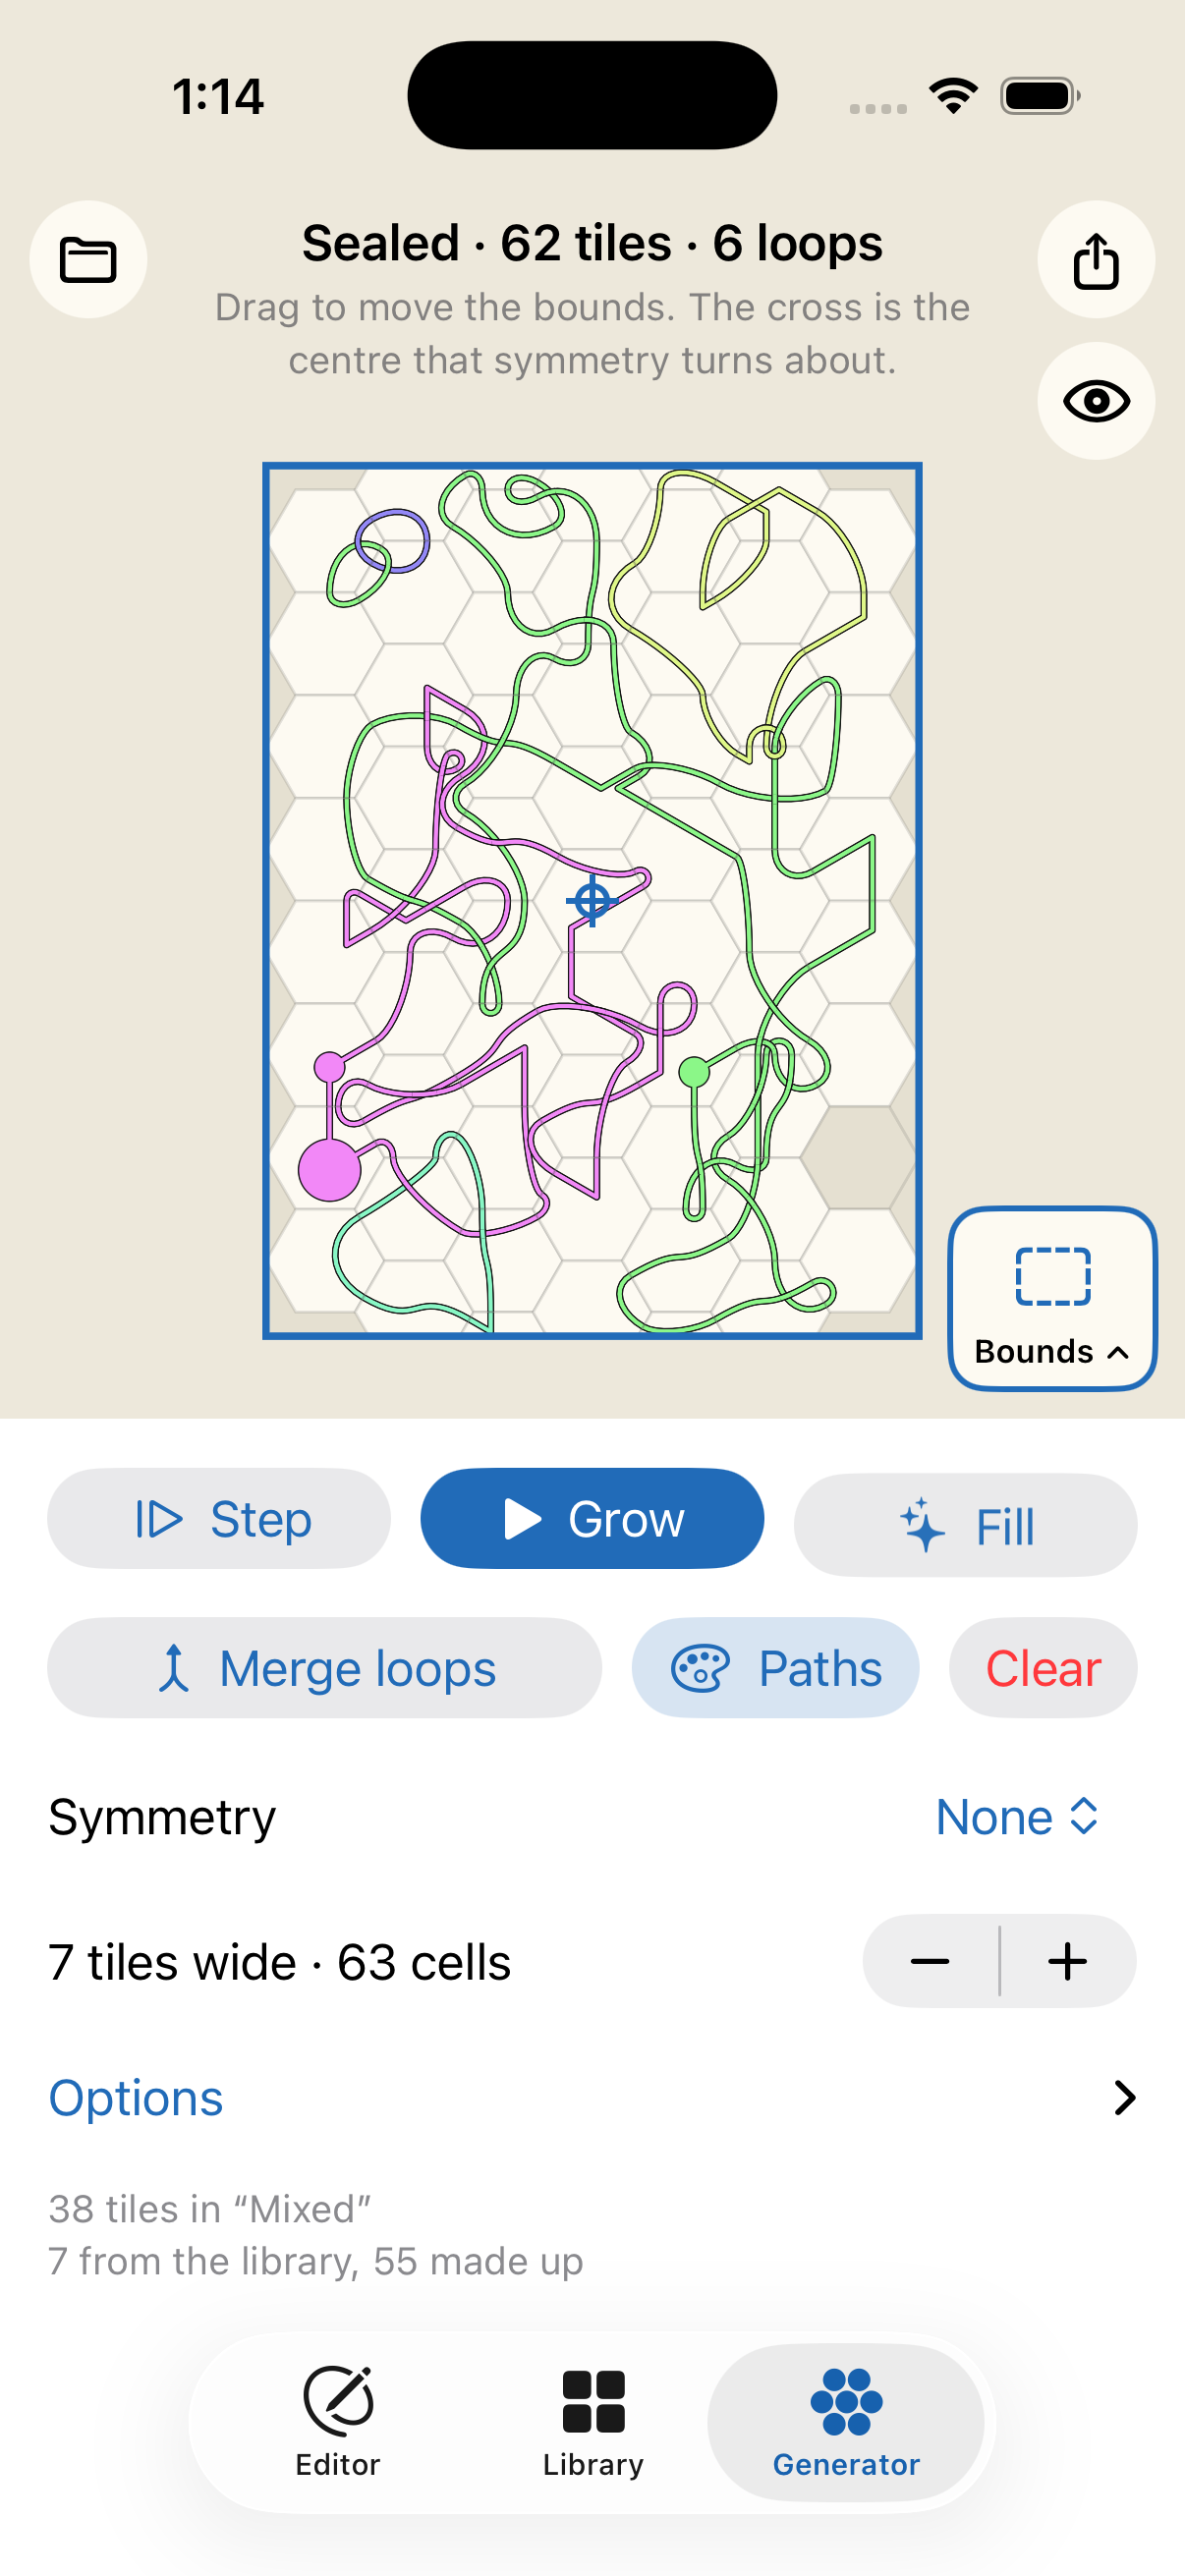 1:14
Sealed · 62 tiles · 6 loops
Drag to move the bounds. The cross is the
centre that symmetry turns about.
Bounds
Step
Grow
Fill
Merge loops
Paths
Clear
Symmetry
None
7 tiles wide · 63 cells
Options
38 tiles in “Mixed”
7 from the library, 55 made up
Editor
Library
Generator